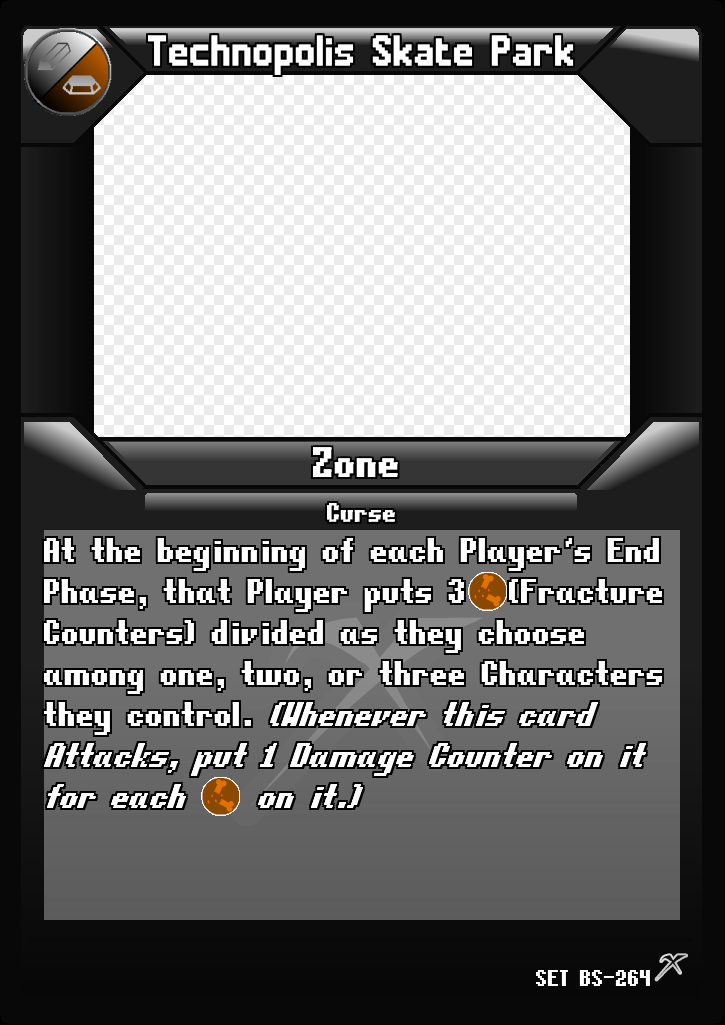 Technopolis Skate Park
Zone
Curse
At the beginning of each Player's End
Phase, that Player puts 3 (Fracture
Counters) divided as they choose
among one, two, or three Characters
they control. (Whenever this card
Attacks, put 1 Damage Counter on it
for each on it.)
SET BS-264